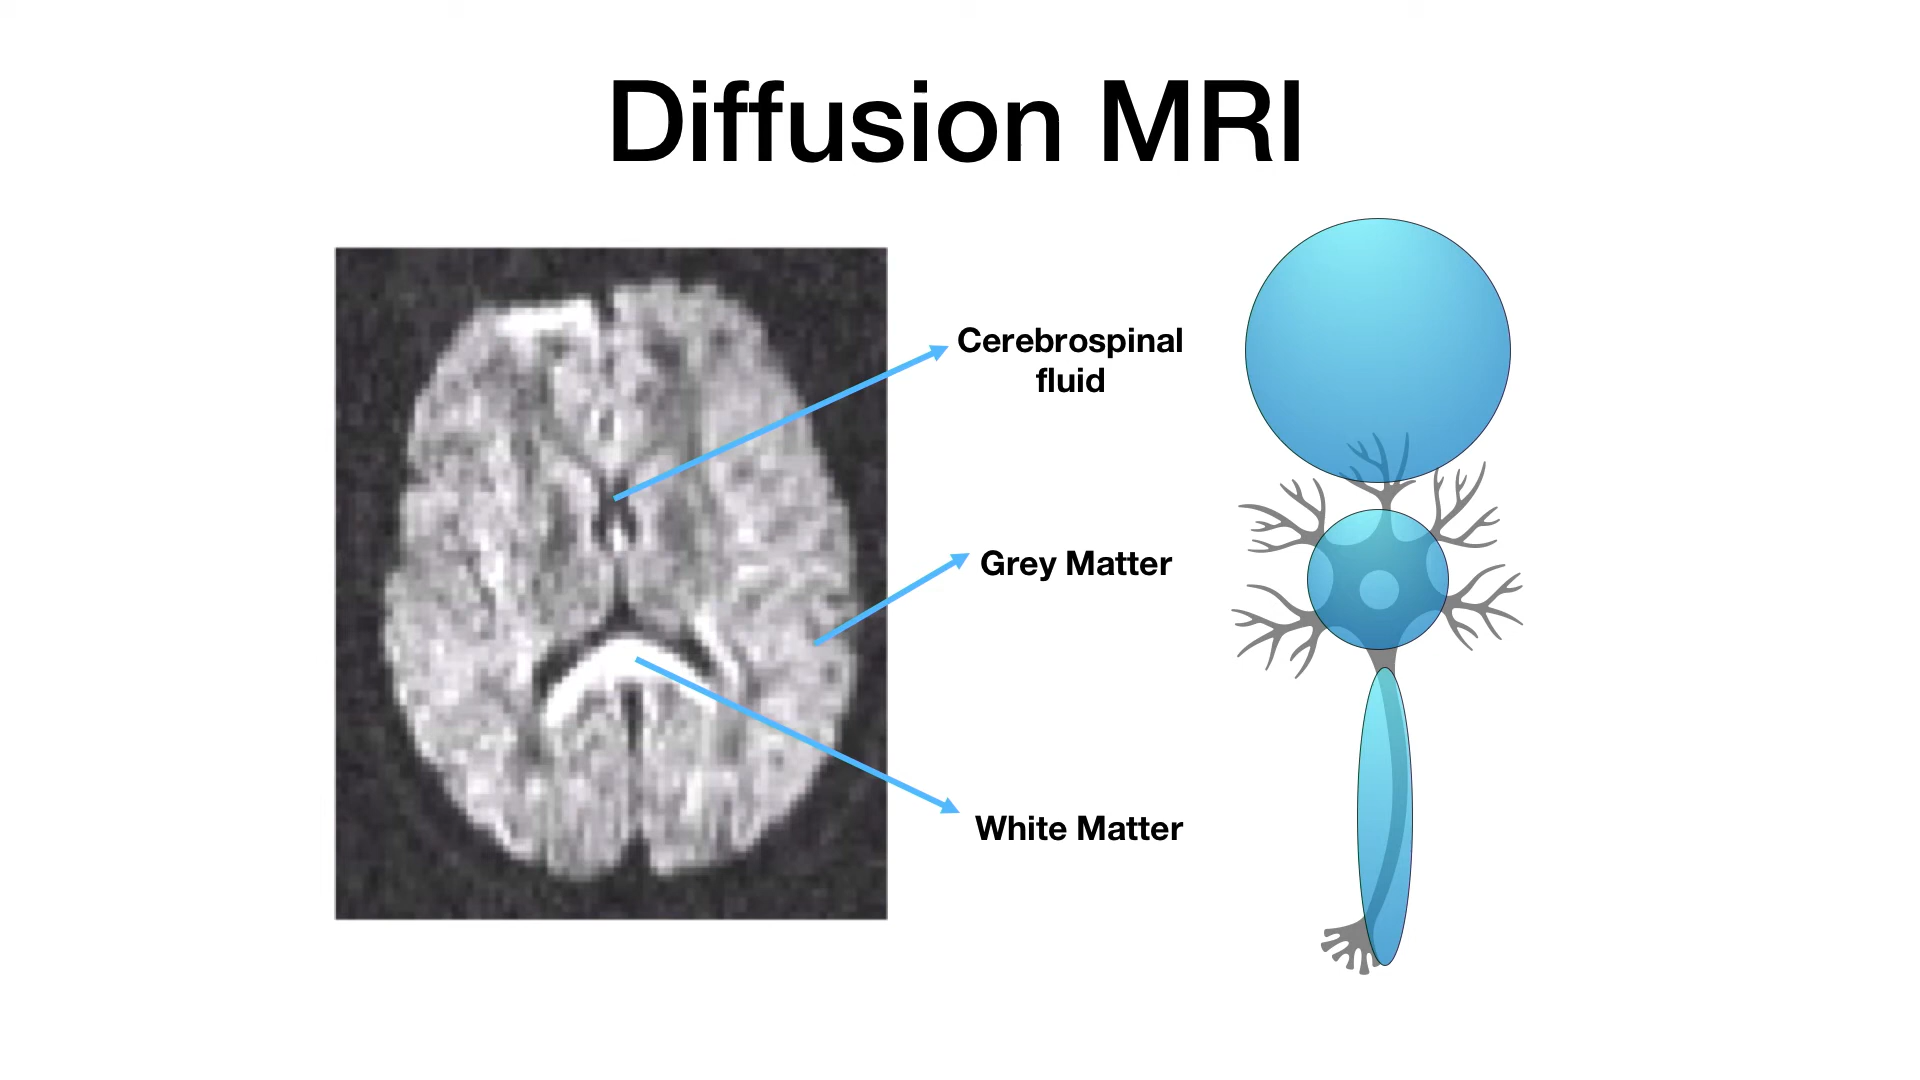 Diffusion MRI
Cerebrospinal
fluid
Grey Matter
White Matter